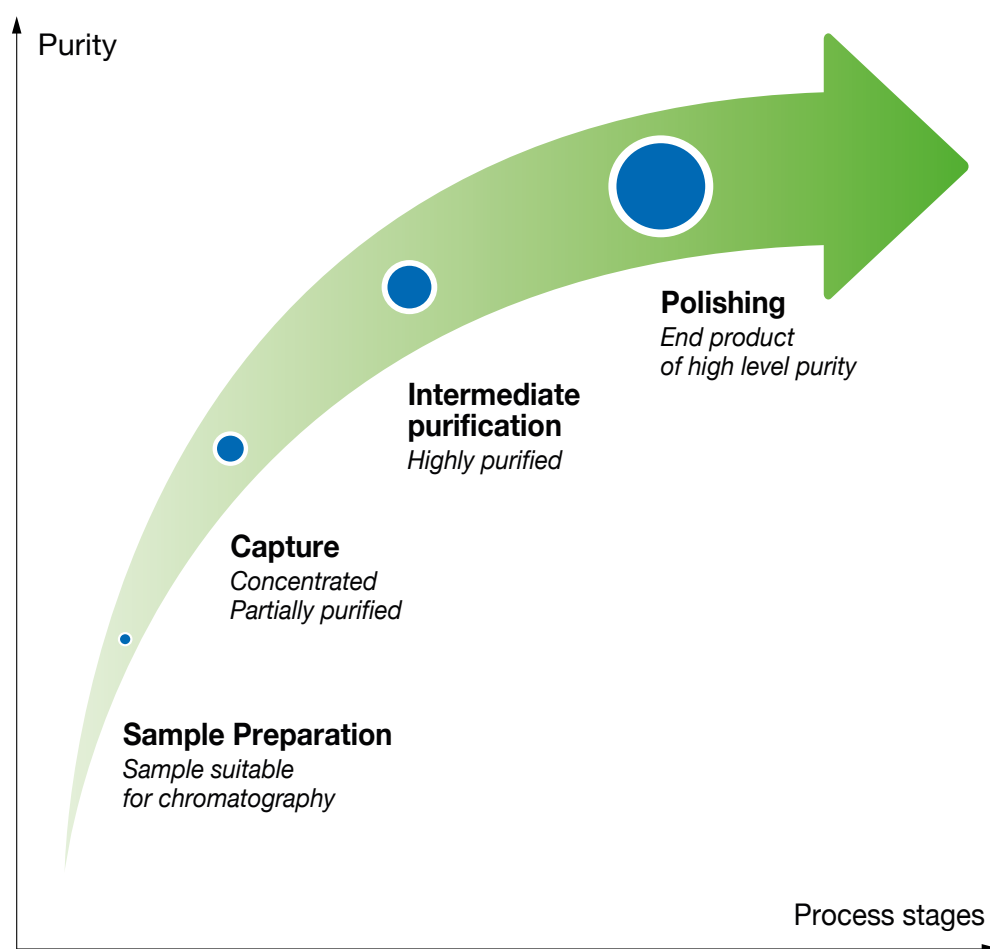 Purity
Polishing
End product
of high level purity
Intermediate
purification
Highly purified
Capture
Concentrated
Partially purified
Sample Preparation
Sample suitable
for chromatography
Process stages